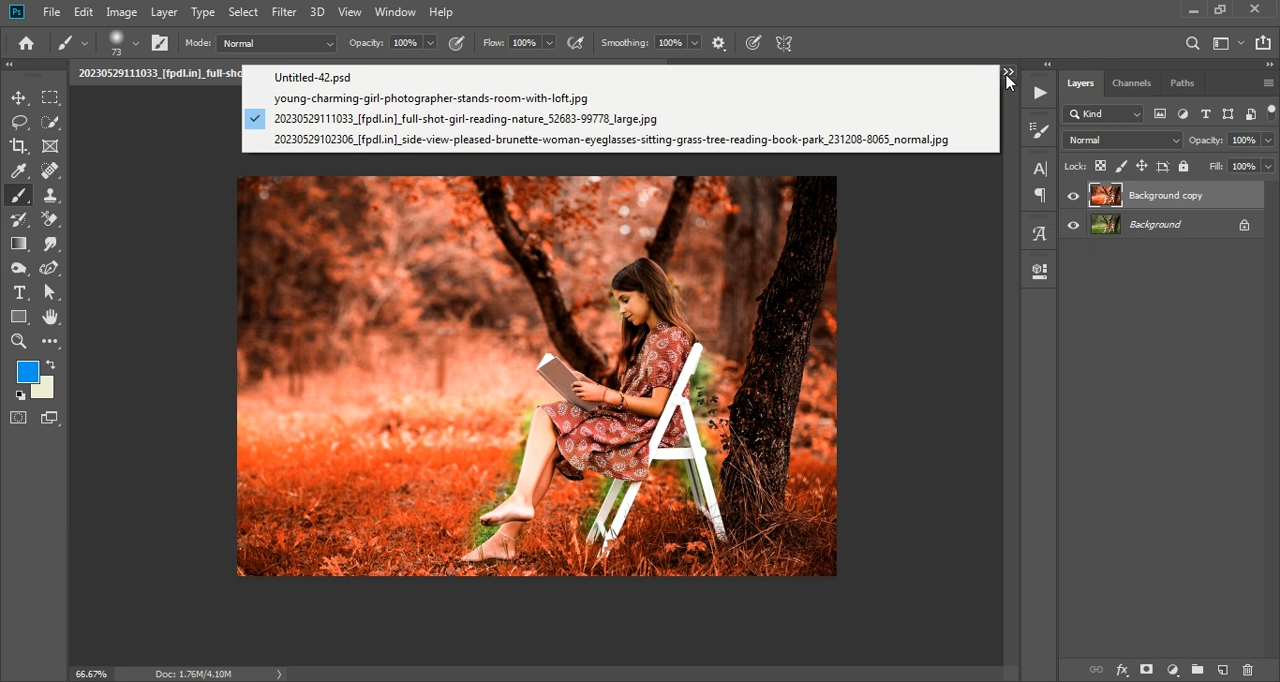 Ps File Edit Image Layer Type Select Filter 3D View Window Help
73 Mode: Normal Opacity: 100% Flow: 100% Smoothing: 100%
20230529111033_[fpdl.in]_full-sho
Untitled-42.psd
young-charming-girl-photographer-stands-room-with-loft.jpg
20230529111033_[fpdl.in]_full-shot-girl-reading-nature_52683-99778_large.jpg
20230529102306_[fpdl.in]_side-view-pleased-brunette-woman-eyeglasses-sitting-grass-tree-reading-book-park_231208-8065_normal.jpg
Layers Channels Paths
Kind
Normal Opacity: 100%
Lock: Fill: 100%
Background copy
Background
66.67% Doc: 1.76M/4.10M